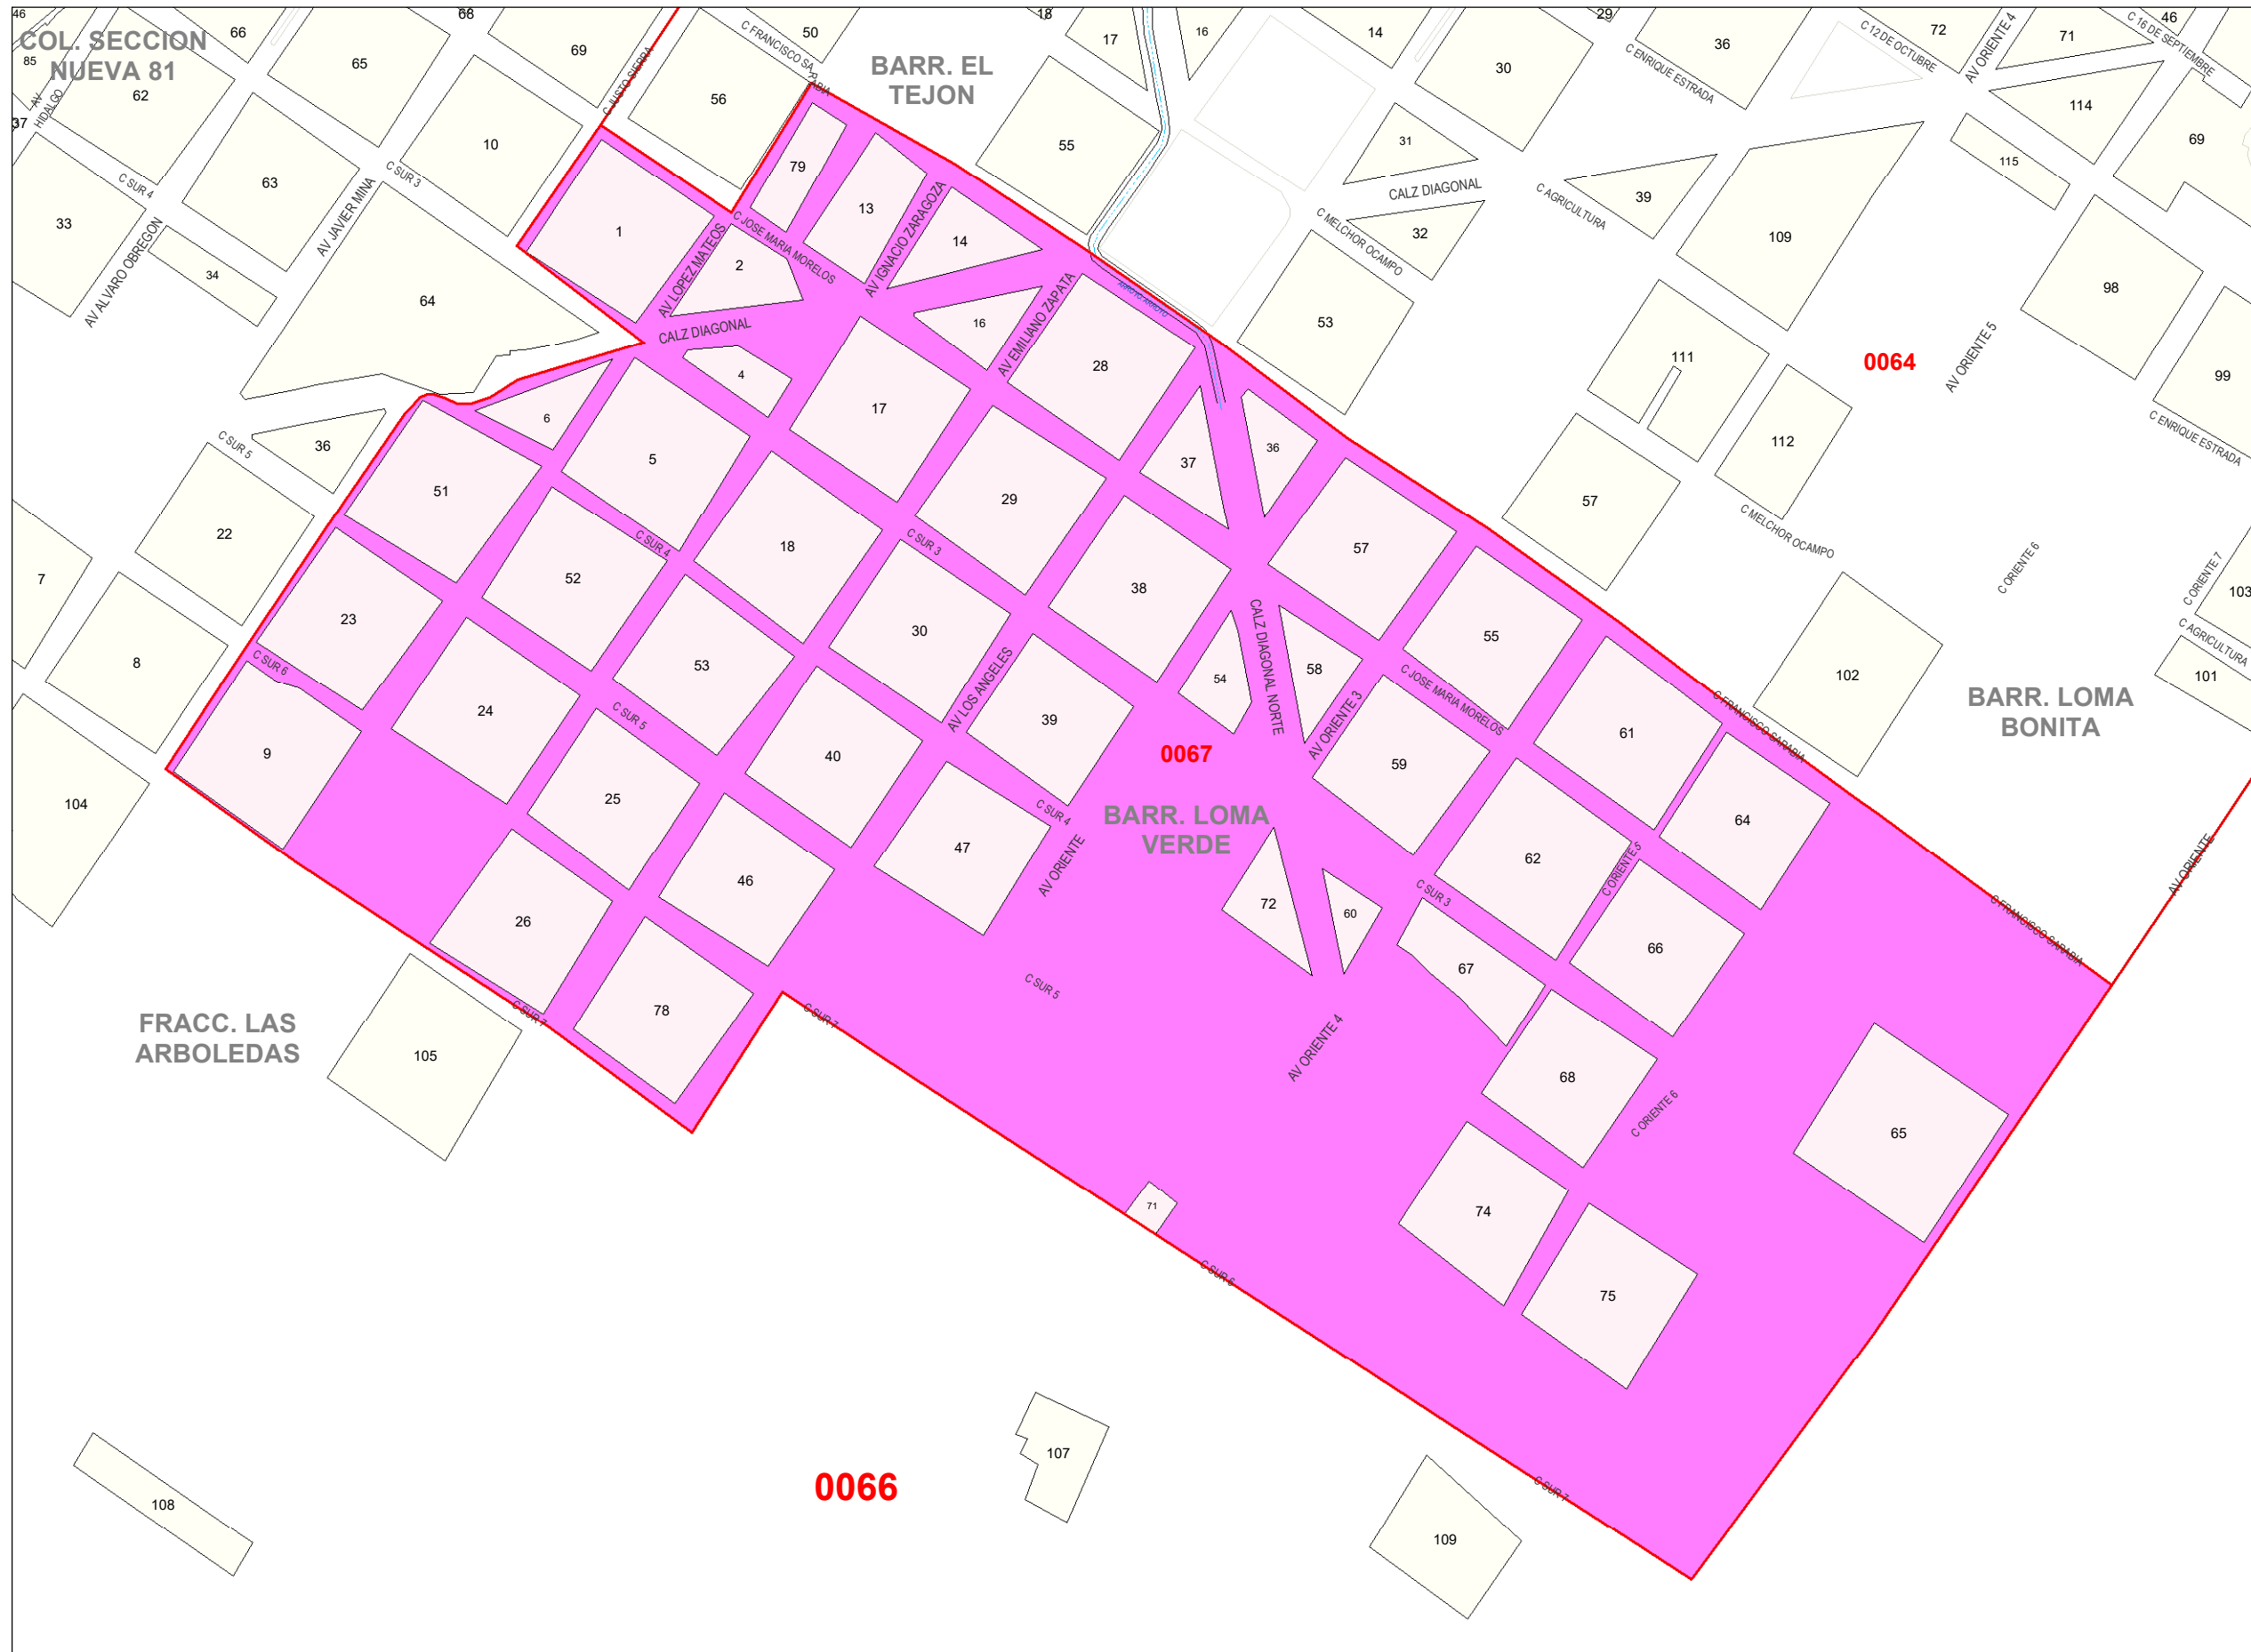 46
66
68
69
50
18
17
16
14
29
36
72
46
COL. SECCION
NUEVA 81
85
65
C JUSTO SIERRA
C FRANCISCO SARABIA
BARR. EL
TEJON
30
C ENRIQUE ESTRADA
C 12 DE OCTUBRE
AV ORIENTE 4
71
C 16 DE SEPTIEMBRE
62
AV
HIDALGO
56
114
37
10
55
31
69
115
C SUR 4
63
C SUR 3
79
CALZ DIAGONAL
C AGRICULTURA
39
33
AV JAVIER MINA
13
AV IGNACIO ZARAGOZA
C MELCHOR OCAMPO
32
109
1
AV LOPEZ MATEOS
C JOSE MARIA MORELOS
14
AV ALVARO OBREGON
34
2
64
ARROYO ARROYO
98
CALZ DIAGONAL
16
AV EMILIANO ZAPATA
53
111
0064
AV ORIENTE 5
4
28
99
6
17
C ENRIQUE ESTRADA
C SUR 5
36
5
37
36
112
51
29
57
22
C SUR 4
18
C SUR 3
57
C MELCHOR OCAMPO
7
52
38
C ORIENTE 6
C ORIENTE 7
103
23
30
CALZ DIAGONAL NORTE
55
C AGRICULTURA
8
C SUR 6
53
54
58
C JOSE MARIA MORELOS
102
101
24
C SUR 5
AV LOS ANGELES
39
AV ORIENTE 3
61
C FRANCISCO SARABIA
BARR. LOMA
BONITA
9
40
0067
59
104
25
C SUR 4
BARR. LOMA
VERDE
64
47
AV ORIENTE
62
C ORIENTE 5
AV ORIENTE
46
72
60
C SUR 3
26
C FRANCISCO SARABIA
66
67
C SUR 5
78
C SUR 7
C SUR 7
FRACC. LAS
ARBOLEDAS
105
AV ORIENTE 4
68
C ORIENTE 6
65
71
74
C SUR 6
75
107
0066
C SUR 7
108
109